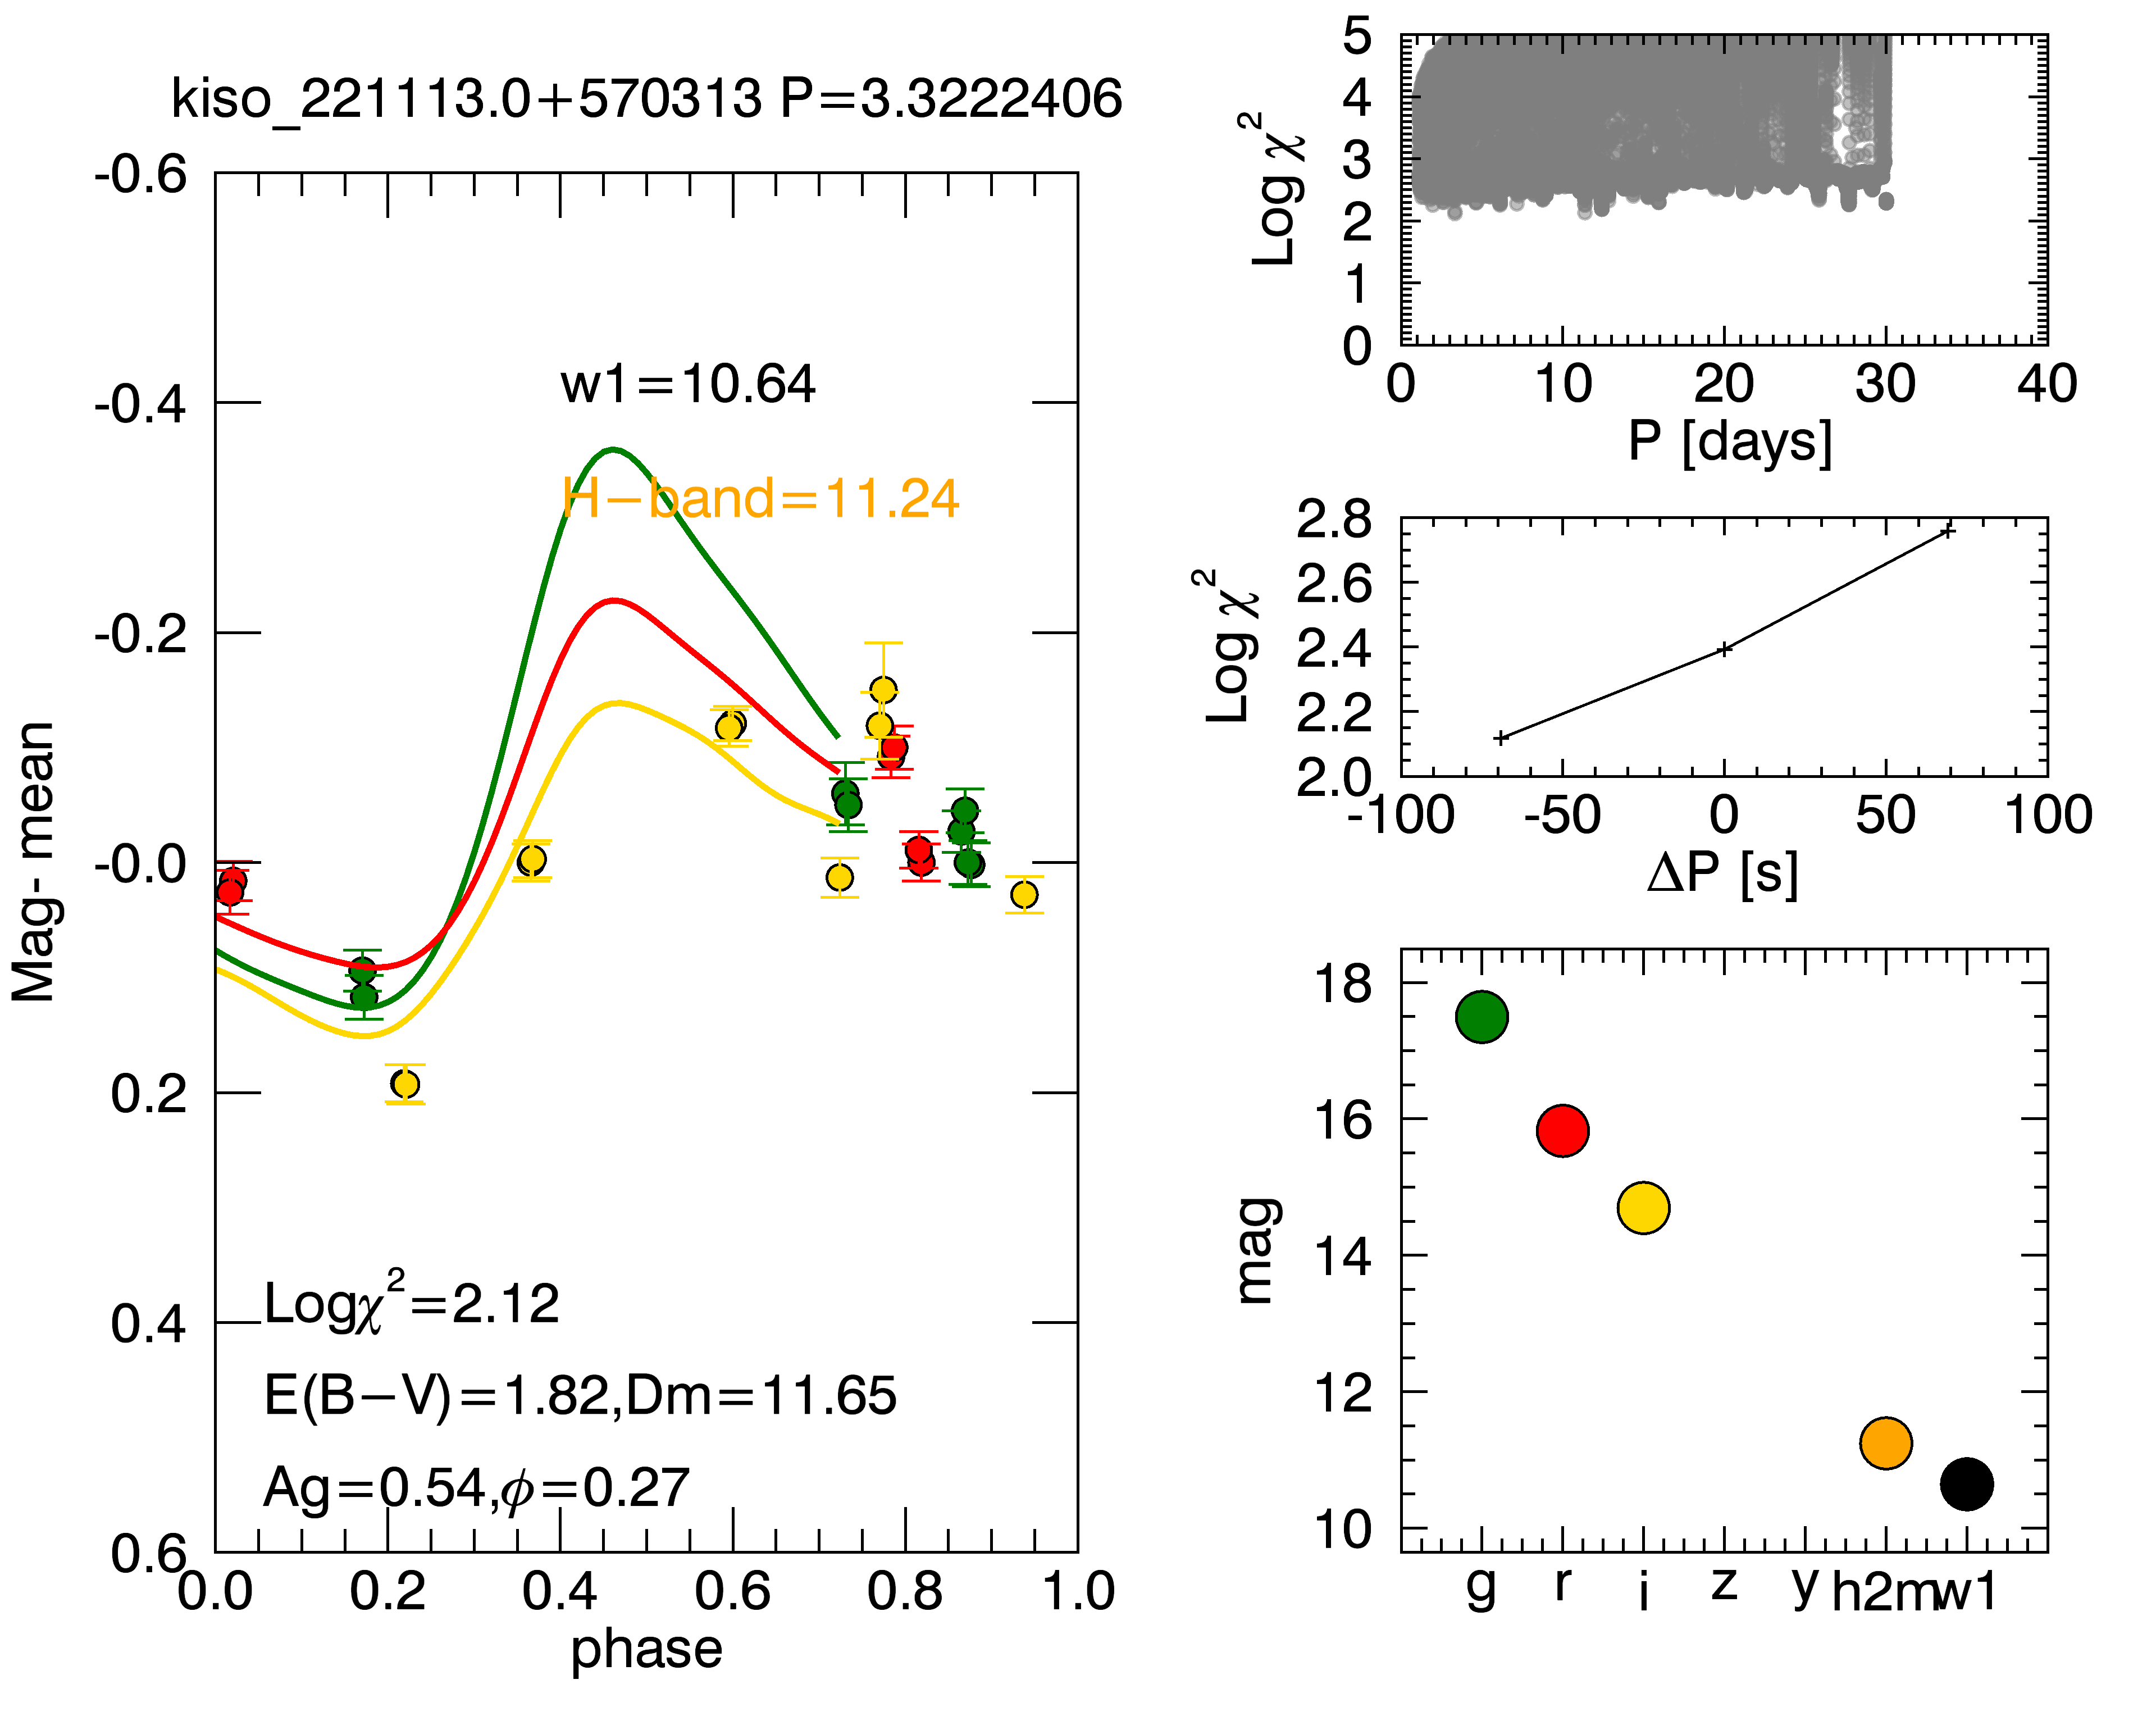 kiso_221113.0+570313 P=3.3222406
-0.6
-0.4
-0.2
-0.0
0.2
0.4
0.6
Mag- mean
w1=10.64
H-band=11.24
Logχ²=2.12
E(B-V)=1.82,Dm=11.65
Ag=0.54,ϕ=0.27
0.0 0.2 0.4 0.6 0.8 1.0
phase
5
4
3
2
1
0
Log χ²
0 10 20 30 40
P [days]
2.8
2.6
2.4
2.2
2.0
Log χ²
-100 -50 0 50 100
ΔP [s]
18
16
14
12
10
mag
g r i z y h2m w1